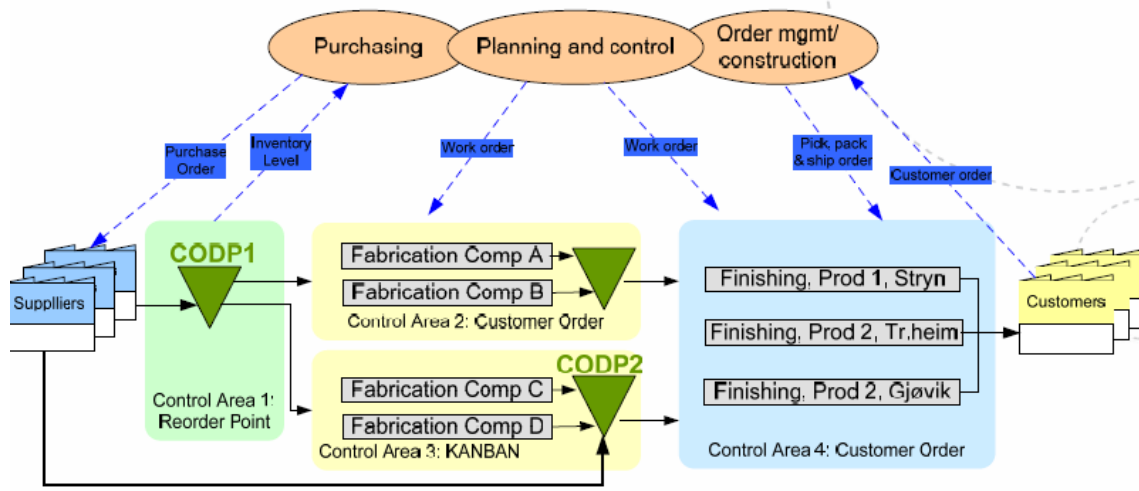 Purchasing
Planning and control
Order mgmt/
construction
Purchase
Order
Inventory
Level
Work order
Work order
Pick, pack
& ship order
Customer order
CODP1
Supplliers
Control Area 1:
Reorder Point
Fabrication Comp A
Fabrication Comp B
Control Area 2: Customer Order
CODP2
Fabrication Comp C
Fabrication Comp D
Control Area 3: KANBAN
Finishing, Prod 1, Stryn
Finishing, Prod 2, Tr.heim
Finishing, Prod 2, Gjøvik
Control Area 4: Customer Order
Customers